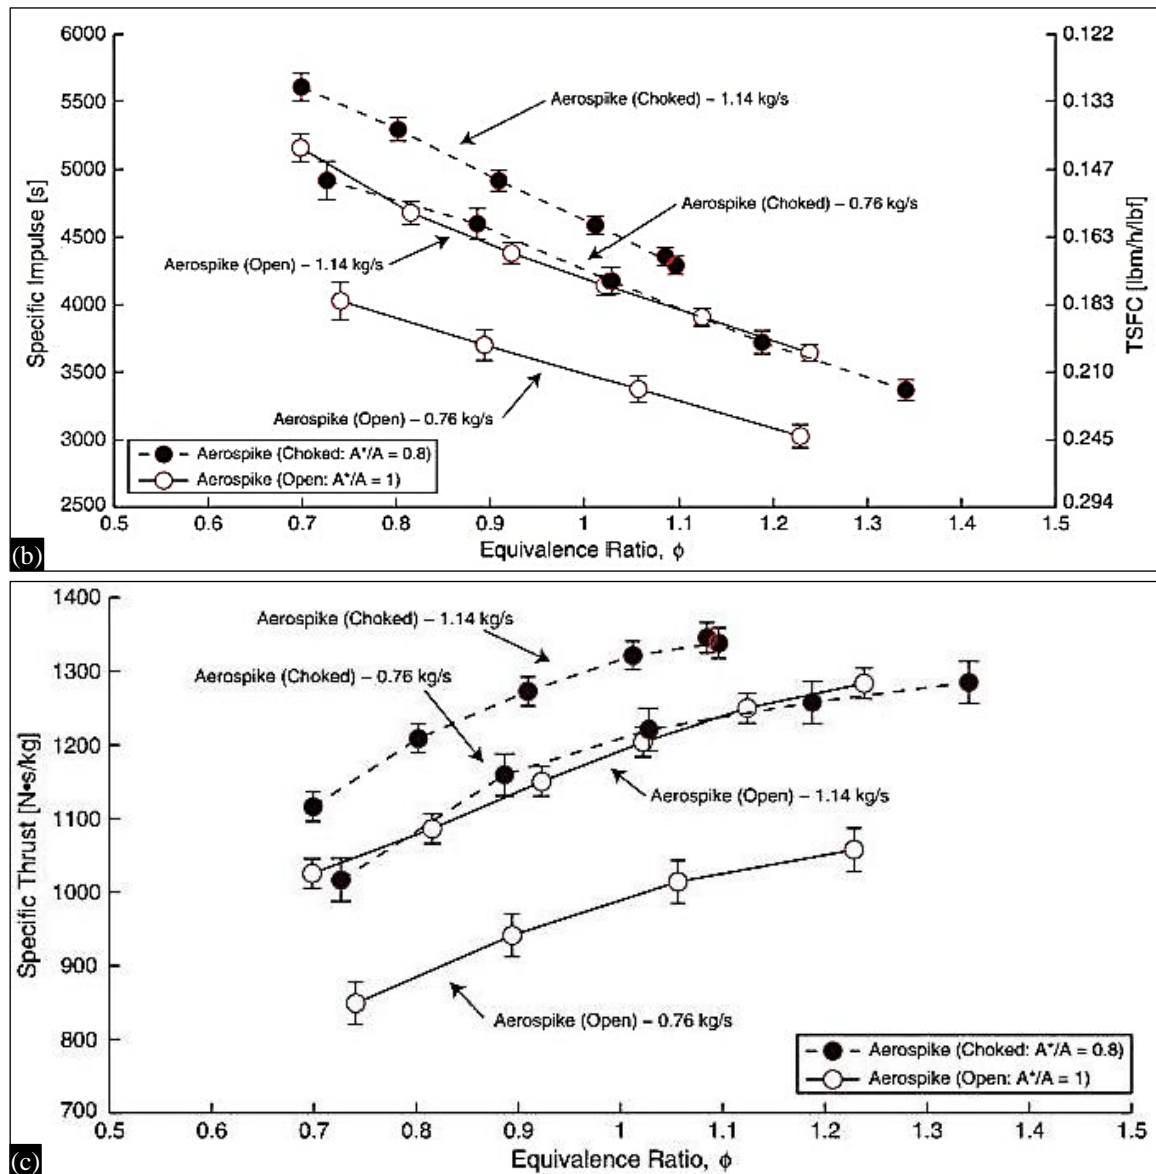 6000
5500
5000
4500
4000
3500
3000
2500
Specific Impulse [s]
0.122
0.133
0.147
0.163
0.183
0.210
0.245
0.294
TSFC [lbm/h/lbf]
Aerospike (Choked) – 1.14 kg/s
Aerospike (Choked) – 0.76 kg/s
Aerospike (Open) – 1.14 kg/s
Aerospike (Open) – 0.76 kg/s
Aerospike (Choked: A*/A = 0.8)
Aerospike (Open: A*/A = 1)
0.5 0.6 0.7 0.8 0.9 1 1.1 1.2 1.3 1.4 1.5
Equivalence Ratio, ϕ
(b)
1400
1300
1200
1100
1000
900
800
700
Specific Thrust [N•s/kg]
Aerospike (Choked) – 1.14 kg/s
Aerospike (Choked) – 0.76 kg/s
Aerospike (Open) – 1.14 kg/s
Aerospike (Open) – 0.76 kg/s
Aerospike (Choked: A*/A = 0.8)
Aerospike (Open: A*/A = 1)
0.5 0.6 0.7 0.8 0.9 1 1.1 1.2 1.3 1.4 1.5
Equivalence Ratio, ϕ
(c)